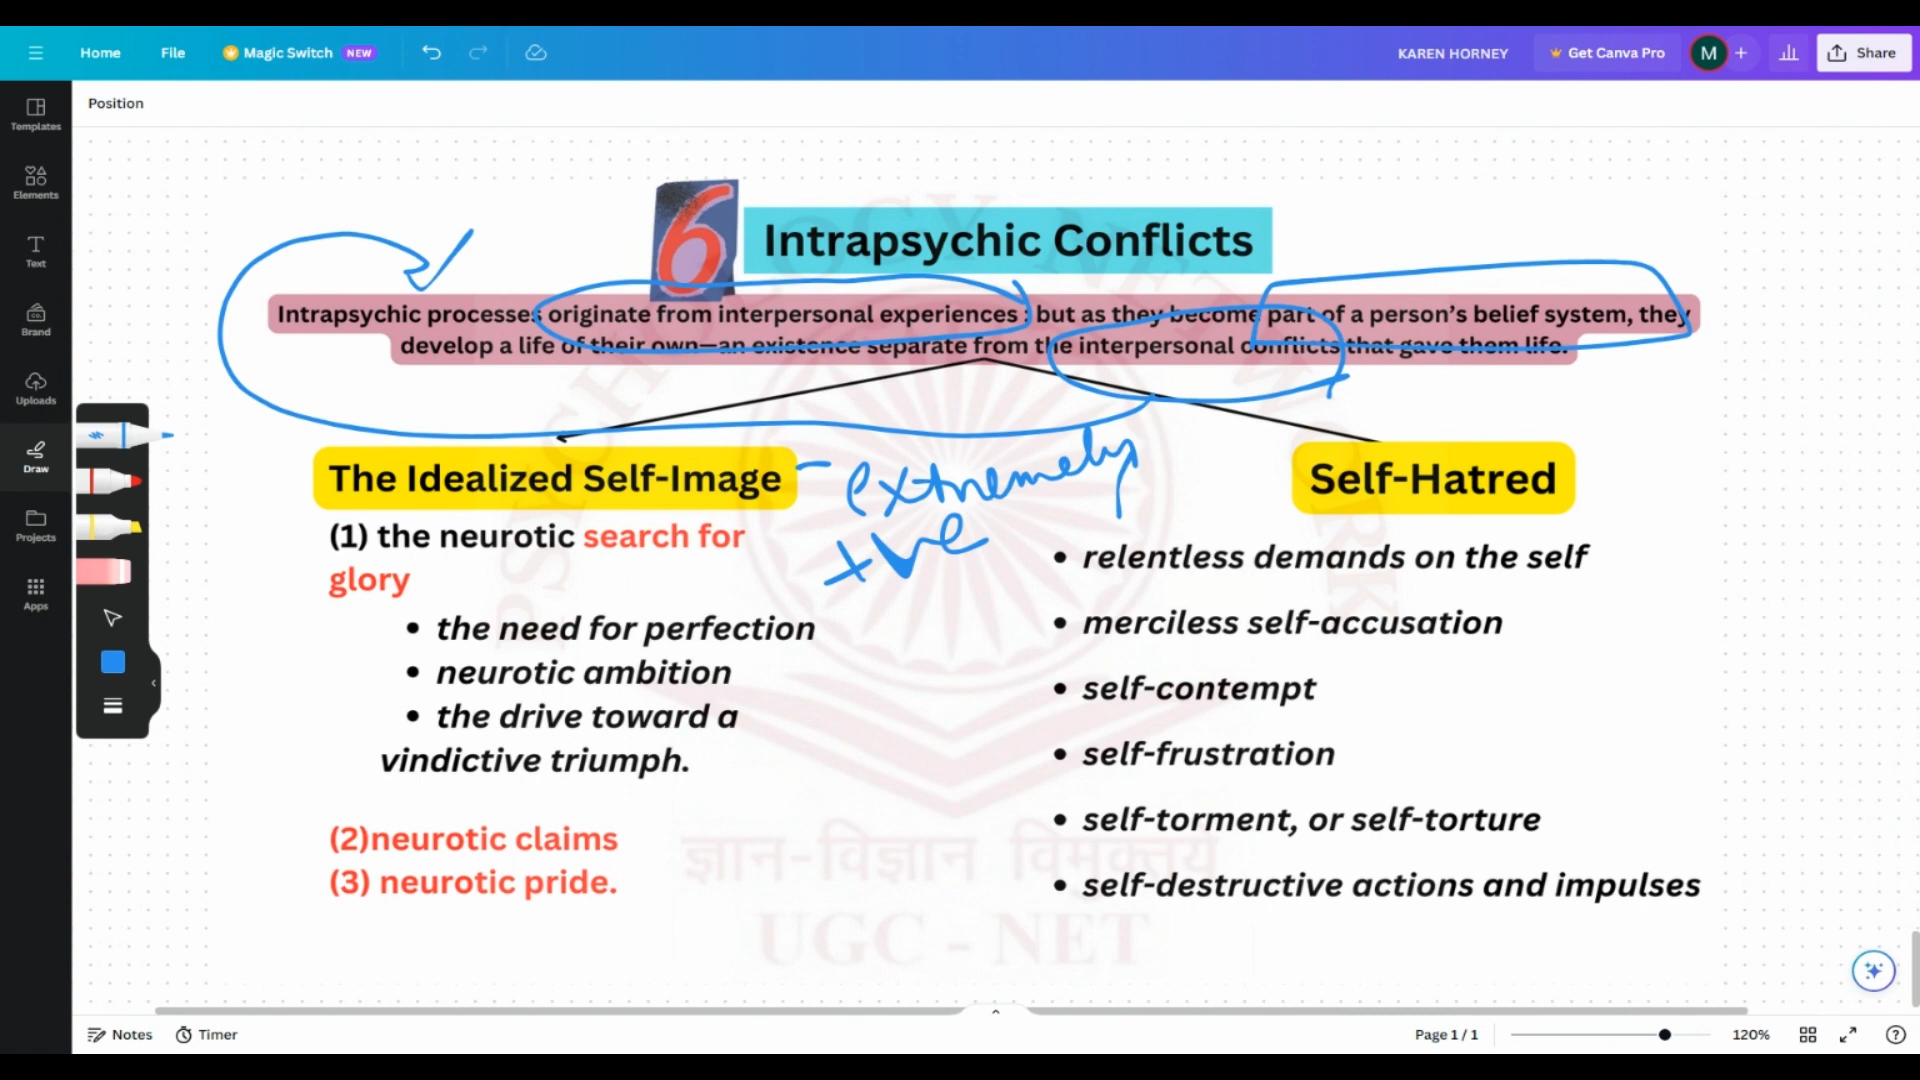 Home File Magic Switch NEW KAREN HORNEY Get Canva Pro M + Share
Position
Templates
Elements
Text
Brand
Uploads
Draw
Projects
Apps
6 Intrapsychic Conflicts
Intrapsychic processes originate from interpersonal experiences ; but as they become part of a person's belief system, they
develop a life of their own—an existence separate from the interpersonal conflicts that gave them life.
The Idealized Self-Image - extremely
+ve
(1) the neurotic search for
glory
• the need for perfection
• neurotic ambition
• the drive toward a
vindictive triumph.
(2)neurotic claims
(3) neurotic pride.
Self-Hatred
• relentless demands on the self
• merciless self-accusation
• self-contempt
• self-frustration
• self-torment, or self-torture
• self-destructive actions and impulses
PSYCHOLOGY NETWORK
ज्ञान-विज्ञान विमुक्तये
UGC - NET
Notes Timer Page 1 / 1 120%